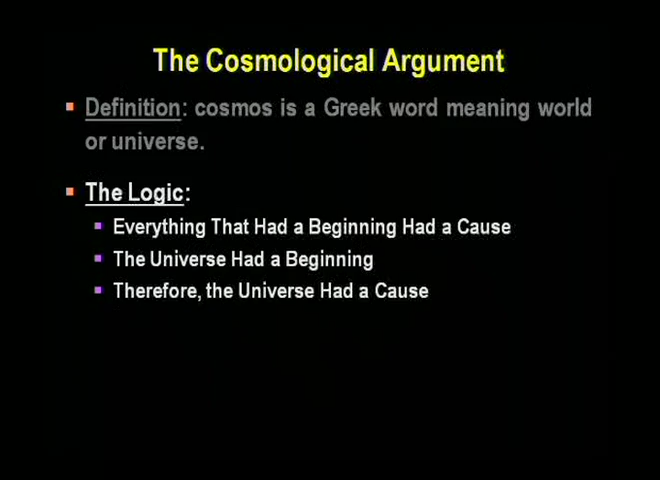 The Cosmological Argument
Definition: cosmos is a Greek word meaning world
or universe.
The Logic:
Everything That Had a Beginning Had a Cause
The Universe Had a Beginning
Therefore, the Universe Had a Cause